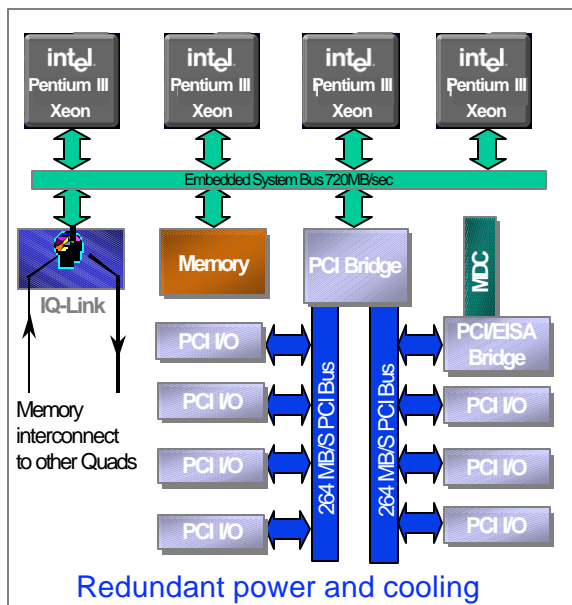 intel
Pentium III
Xeon
intel
Pentium III
Xeon
intel
Pentium III
Xeon
intel
Pentium III
Xeon
Embedded System Bus 720MB/sec
IQ-Link
Memory
PCI Bridge
MDC
PCI/EISA
Bridge
PCI I/O
PCI I/O
PCI I/O
PCI I/O
264 MB/S PCI Bus
264 MB/S PCI Bus
PCI I/O
PCI I/O
PCI I/O
Memory
interconnect
to other Quads
Redundant power and cooling